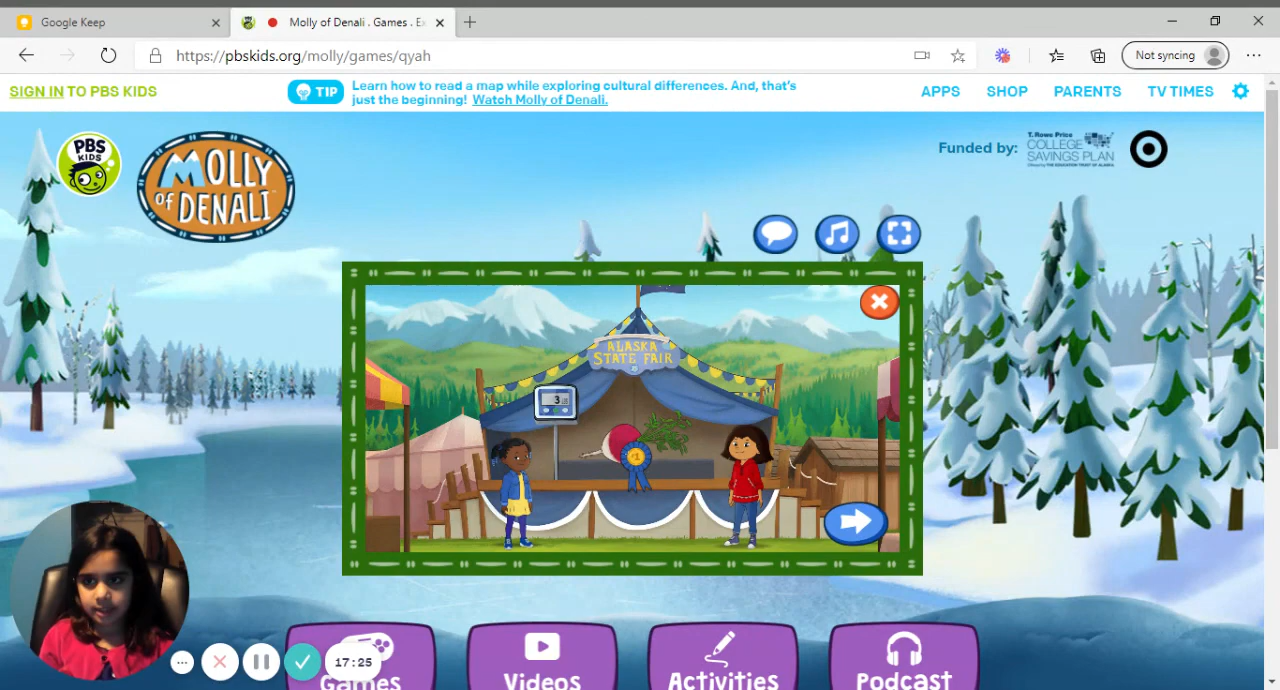 Google Keep
Molly of Denali . Games . Ex
https://pbskids.org/molly/games/qyah
Not syncing
SIGN IN TO PBS KIDS
TIP
Learn how to read a map while exploring cultural differences. And, that's
just the beginning! Watch Molly of Denali.
APPS
SHOP
PARENTS
TV TIMES
PBS
KIDS
MOLLY
OF DENALI
Funded by:
T. Rowe Price
COLLEGE
SAVINGS PLAN
ALASKA
STATE FAIR
3
#1
17:25
Games
Videos
Activities
Podcast